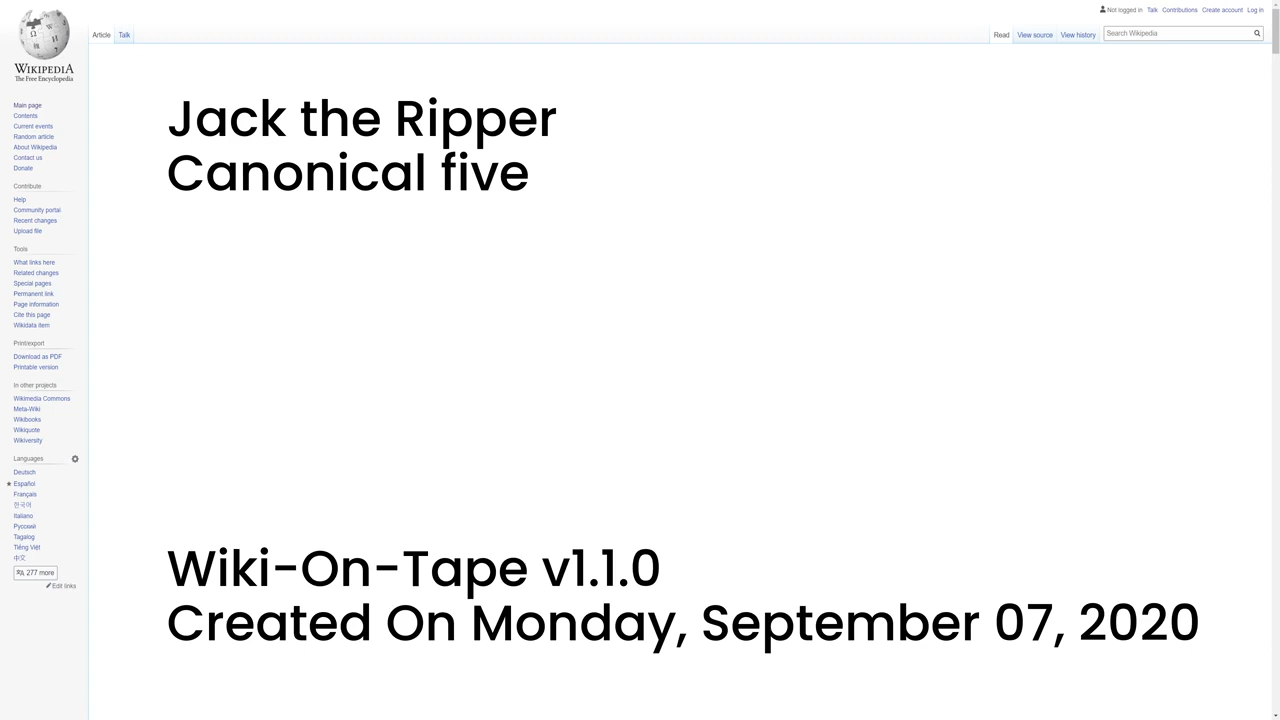 Not logged in Talk Contributions Create account Log in
Article Talk Read View source View history Search Wikipedia
WIKIPEDIA
The Free Encyclopedia
Main page
Contents
Current events
Random article
About Wikipedia
Contact us
Donate
Contribute
Help
Community portal
Recent changes
Upload file
Tools
What links here
Related changes
Special pages
Permanent link
Page information
Cite this page
Wikidata item
Print/export
Download as PDF
Printable version
In other projects
Wikimedia Commons
Meta-Wiki
Wikibooks
Wikiquote
Wikiversity
Languages
Deutsch
Español
Français
한국어
Italiano
Русский
Tagalog
Tiếng Việt
中文
277 more
Edit links
Jack the Ripper
Canonical five
Wiki-On-Tape v1.1.0
Created On Monday, September 07, 2020